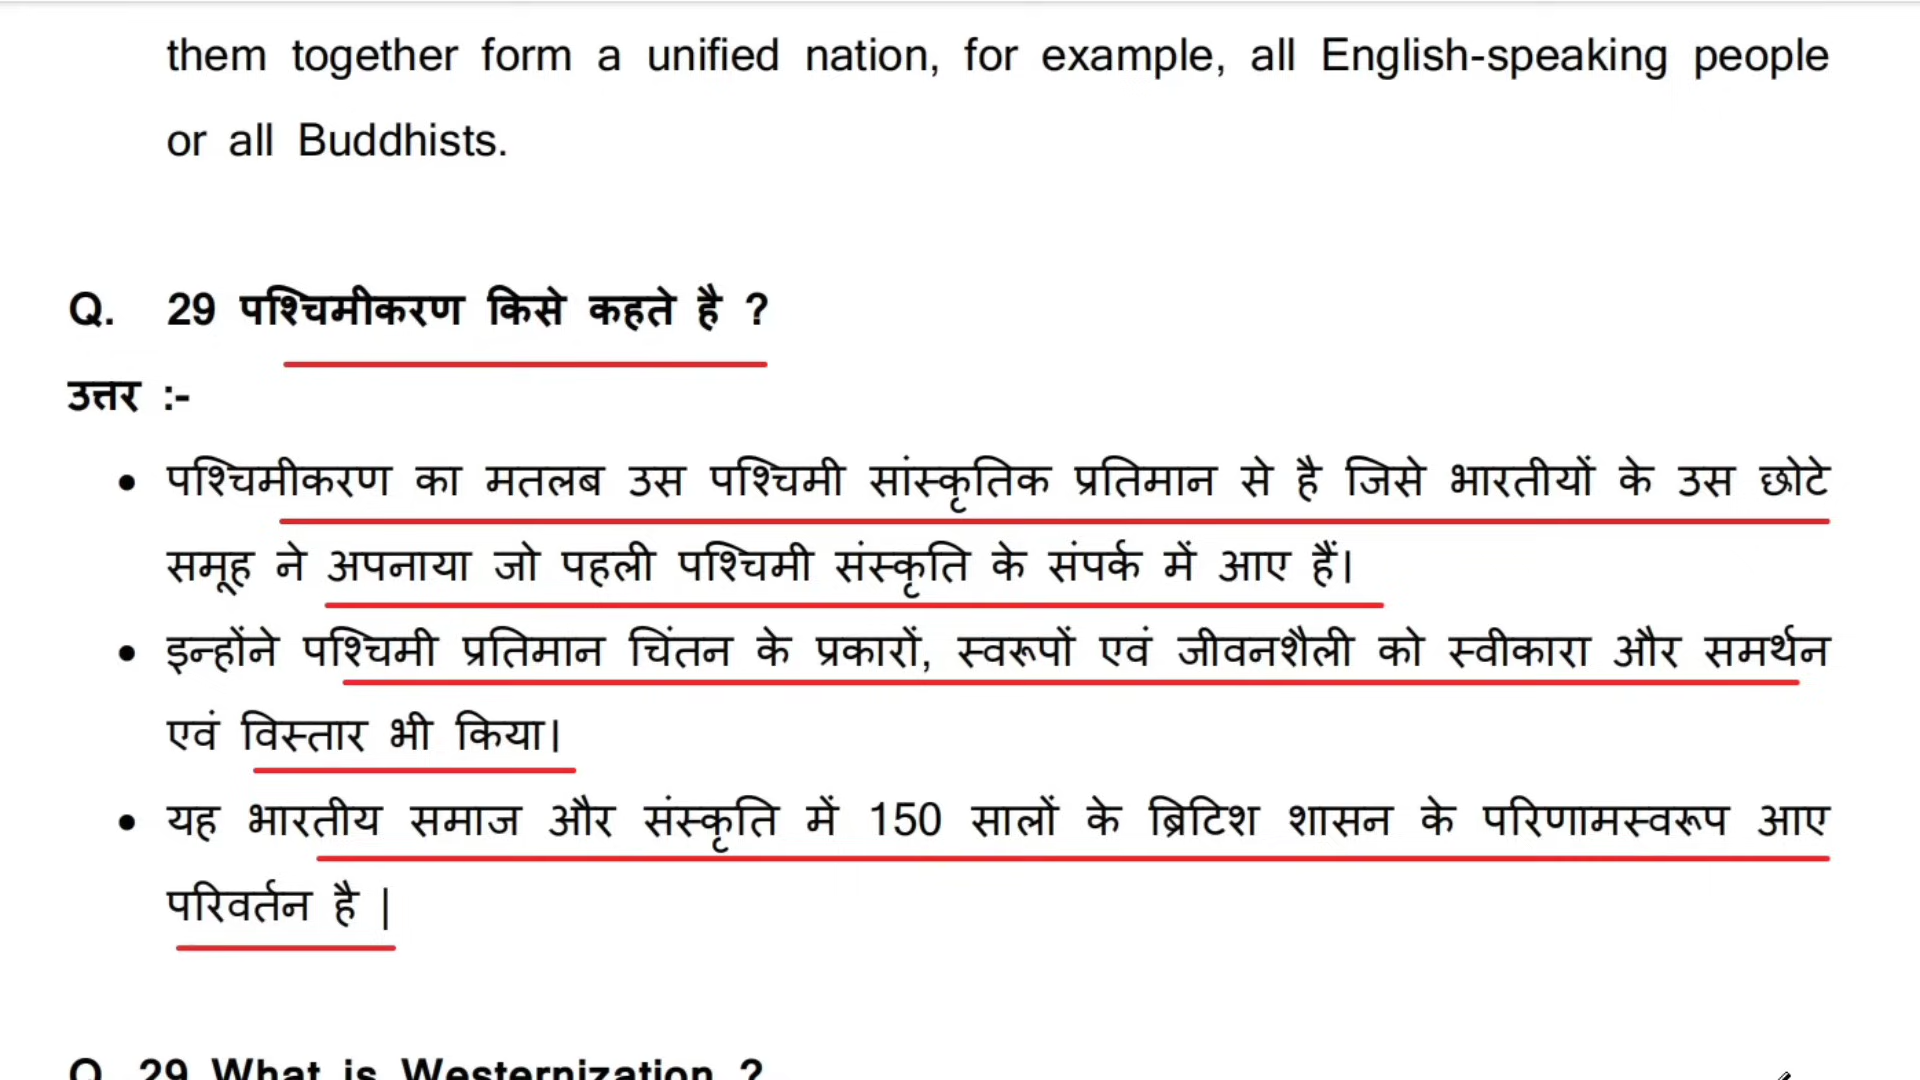 them together form a unified nation, for example, all English-speaking people
or all Buddhists.
Q. 29 पश्चिमीकरण किसे कहते है ?
उत्तर :-
• पश्चिमीकरण का मतलब उस पश्चिमी सांस्कृतिक प्रतिमान से है जिसे भारतीयों के उस छोटे
समूह ने अपनाया जो पहली पश्चिमी संस्कृति के संपर्क में आए हैं।
• इन्होंने पश्चिमी प्रतिमान चिंतन के प्रकारों, स्वरूपों एवं जीवनशैली को स्वीकारा और समर्थन
एवं विस्तार भी किया।
• यह भारतीय समाज और संस्कृति में 150 सालों के ब्रिटिश शासन के परिणामस्वरूप आए
परिवर्तन है |
Q. 29 What is Westernization ?